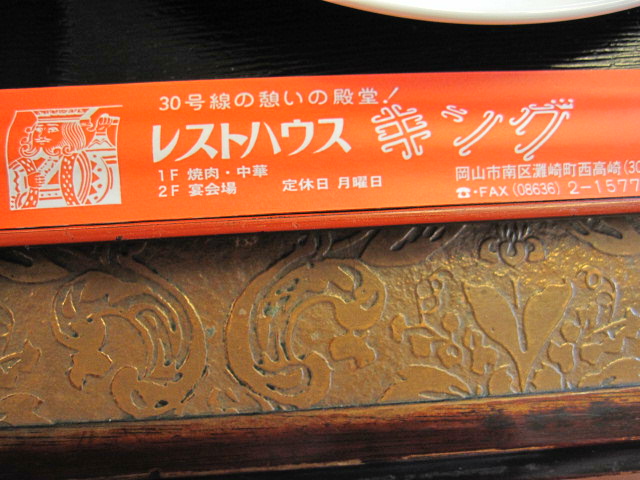 30号線の憩いの殿堂!
レストハウス キング
1F 焼肉・中華
2F 宴会場 定休日 月曜日
岡山市南区灘崎町西高崎(30
☎・FAX (08636) 2-1577